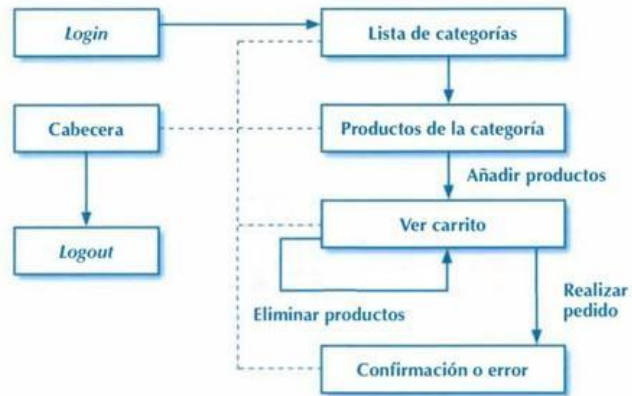 Login
Lista de categorías
Cabecera
Productos de la categoría
Añadir productos
Logout
Ver carrito
Eliminar productos
Realizar
pedido
Confirmación o error